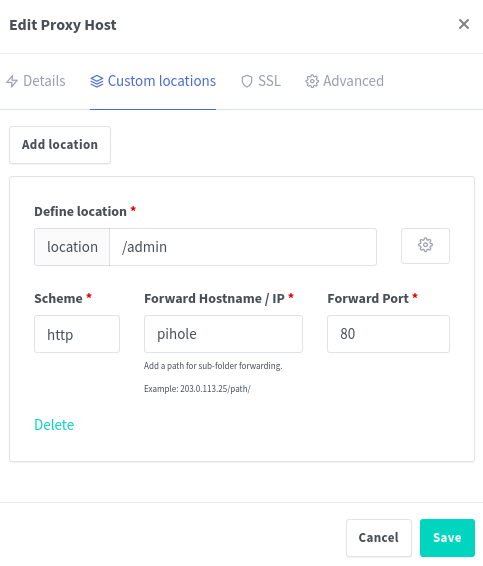 Edit Proxy Host
Details Custom locations SSL Advanced
Add location
Define location *
location /admin
Scheme * Forward Hostname / IP * Forward Port *
http pihole 80
Add a path for sub-folder forwarding.
Example: 203.0.113.25/path/
Delete
Cancel Save